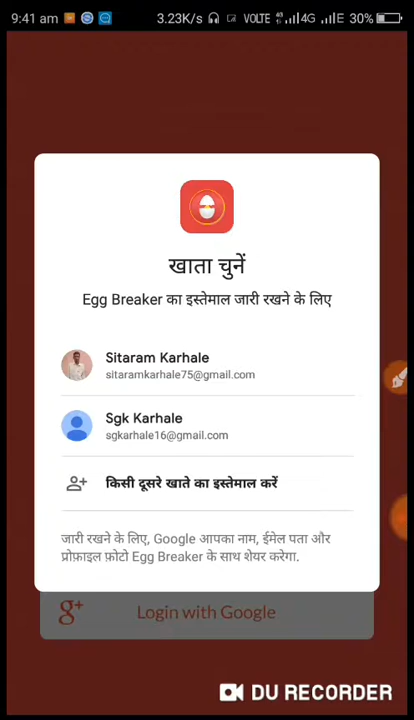 9:41 am 3.23K/s VOLTE 4G E 30%
खाता चुनें
Egg Breaker का इस्तेमाल जारी रखने के लिए
Sitaram Karhale
sitaramkarhale75@gmail.com
Sgk Karhale
sgkarhale16@gmail.com
किसी दूसरे खाते का इस्तेमाल करें
जारी रखने के लिए, Google आपका नाम, ईमेल पता और
प्रोफ़ाइल फ़ोटो Egg Breaker के साथ शेयर करेगा.
g+ Login with Google
DU RECORDER